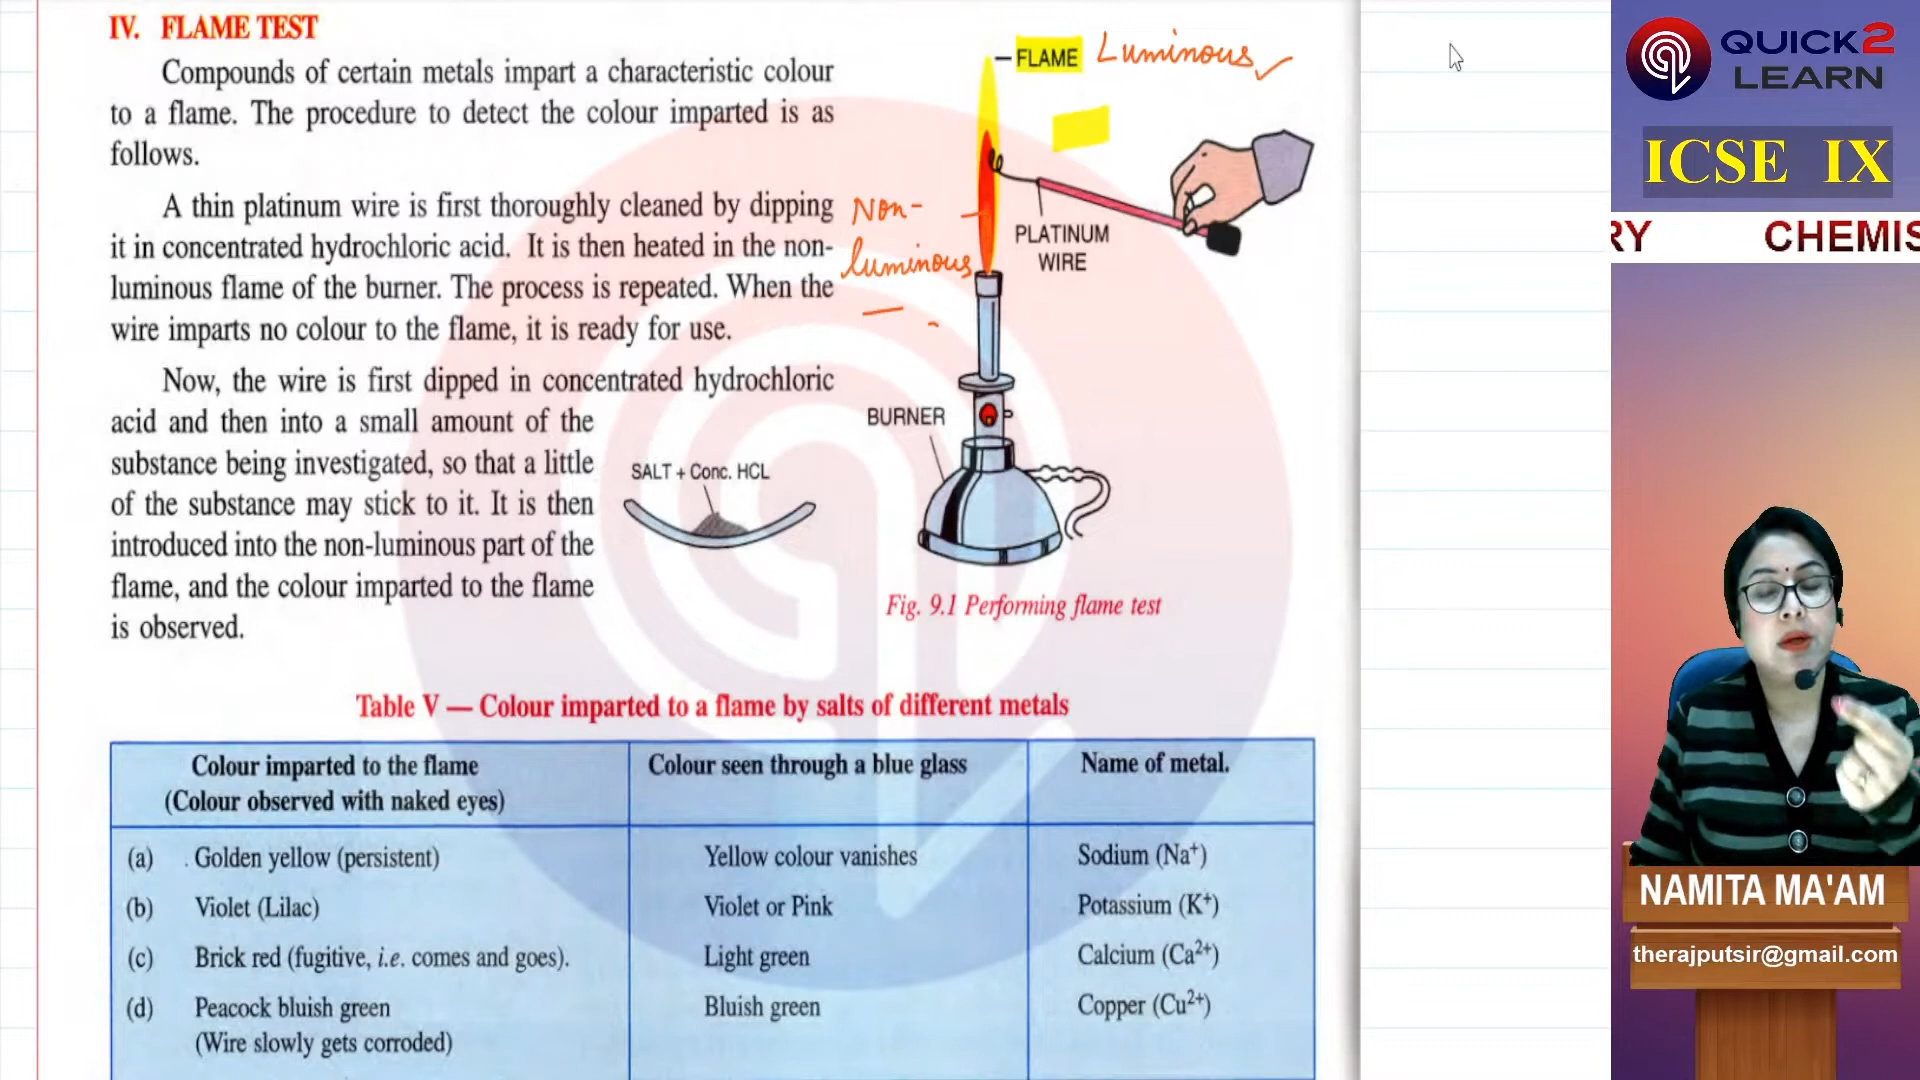 IV. FLAME TEST
Compounds of certain metals impart a characteristic colour
to a flame. The procedure to detect the colour imparted is as
follows.
A thin platinum wire is first thoroughly cleaned by dipping
it in concentrated hydrochloric acid. It is then heated in the non-
luminous flame of the burner. The process is repeated. When the
wire imparts no colour to the flame, it is ready for use.
Now, the wire is first dipped in concentrated hydrochloric
acid and then into a small amount of the
substance being investigated, so that a little
of the substance may stick to it. It is then
introduced into the non-luminous part of the
flame, and the colour imparted to the flame
is observed.
SALT + Conc. HCL
FLAME Luminous ✓
Non-
luminous
PLATINUM
WIRE
BURNER
Fig. 9.1 Performing flame test
Table V — Colour imparted to a flame by salts of different metals
Colour imparted to the flame
(Colour observed with naked eyes)
Colour seen through a blue glass
Name of metal.
(a) Golden yellow (persistent) Yellow colour vanishes Sodium (Na⁺)
(b) Violet (Lilac) Violet or Pink Potassium (K⁺)
(c) Brick red (fugitive, i.e. comes and goes). Light green Calcium (Ca²⁺)
(d) Peacock bluish green Bluish green Copper (Cu²⁺)
(Wire slowly gets corroded)
QUICK2
LEARN
ICSE IX
RY CHEMIS
NAMITA MA'AM
therajputsir@gmail.com